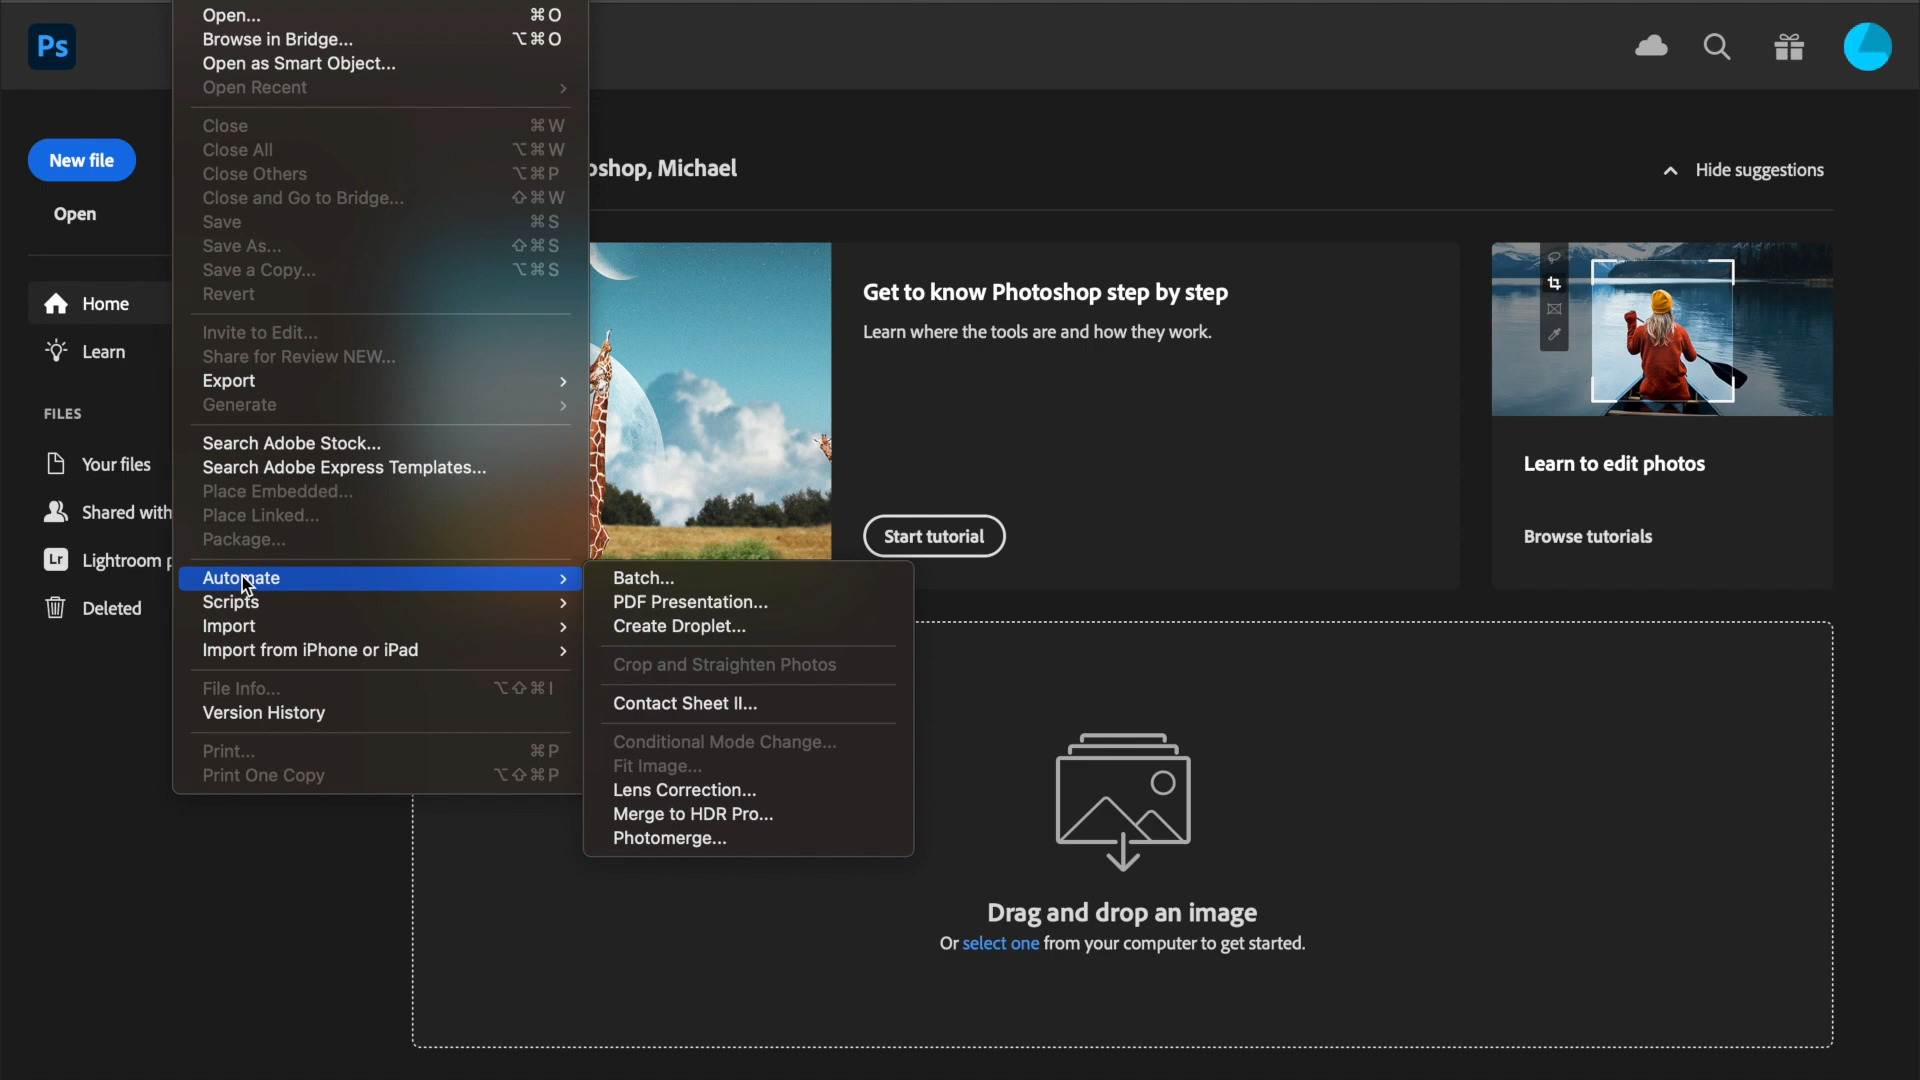 Ps
Open... ⌘O
Browse in Bridge... ⌥⌘O
Open as Smart Object...
Open Recent
Close ⌘W
Close All ⌥⌘W
Close Others ⌥⌘P
Close and Go to Bridge... ⇧⌘W
Save ⌘S
Save As... ⇧⌘S
Save a Copy... ⌥⌘S
Revert
Invite to Edit...
Share for Review NEW...
Export
Generate
Search Adobe Stock...
Search Adobe Express Templates...
Place Embedded...
Place Linked...
Package...
Automate
Scripts
Import
Import from iPhone or iPad
File Info... ⌥⇧⌘I
Version History
Print... ⌘P
Print One Copy ⌥⇧⌘P
Batch...
PDF Presentation...
Create Droplet...
Crop and Straighten Photos
Contact Sheet II...
Conditional Mode Change...
Fit Image...
Lens Correction...
Merge to HDR Pro...
Photomerge...
New file
Open
Home
Learn
FILES
Your files
Shared with
Lr Lightroom p
Deleted
oshop, Michael
Hide suggestions
Get to know Photoshop step by step
Learn where the tools are and how they work.
Start tutorial
Learn to edit photos
Browse tutorials
Drag and drop an image
Or select one from your computer to get started.